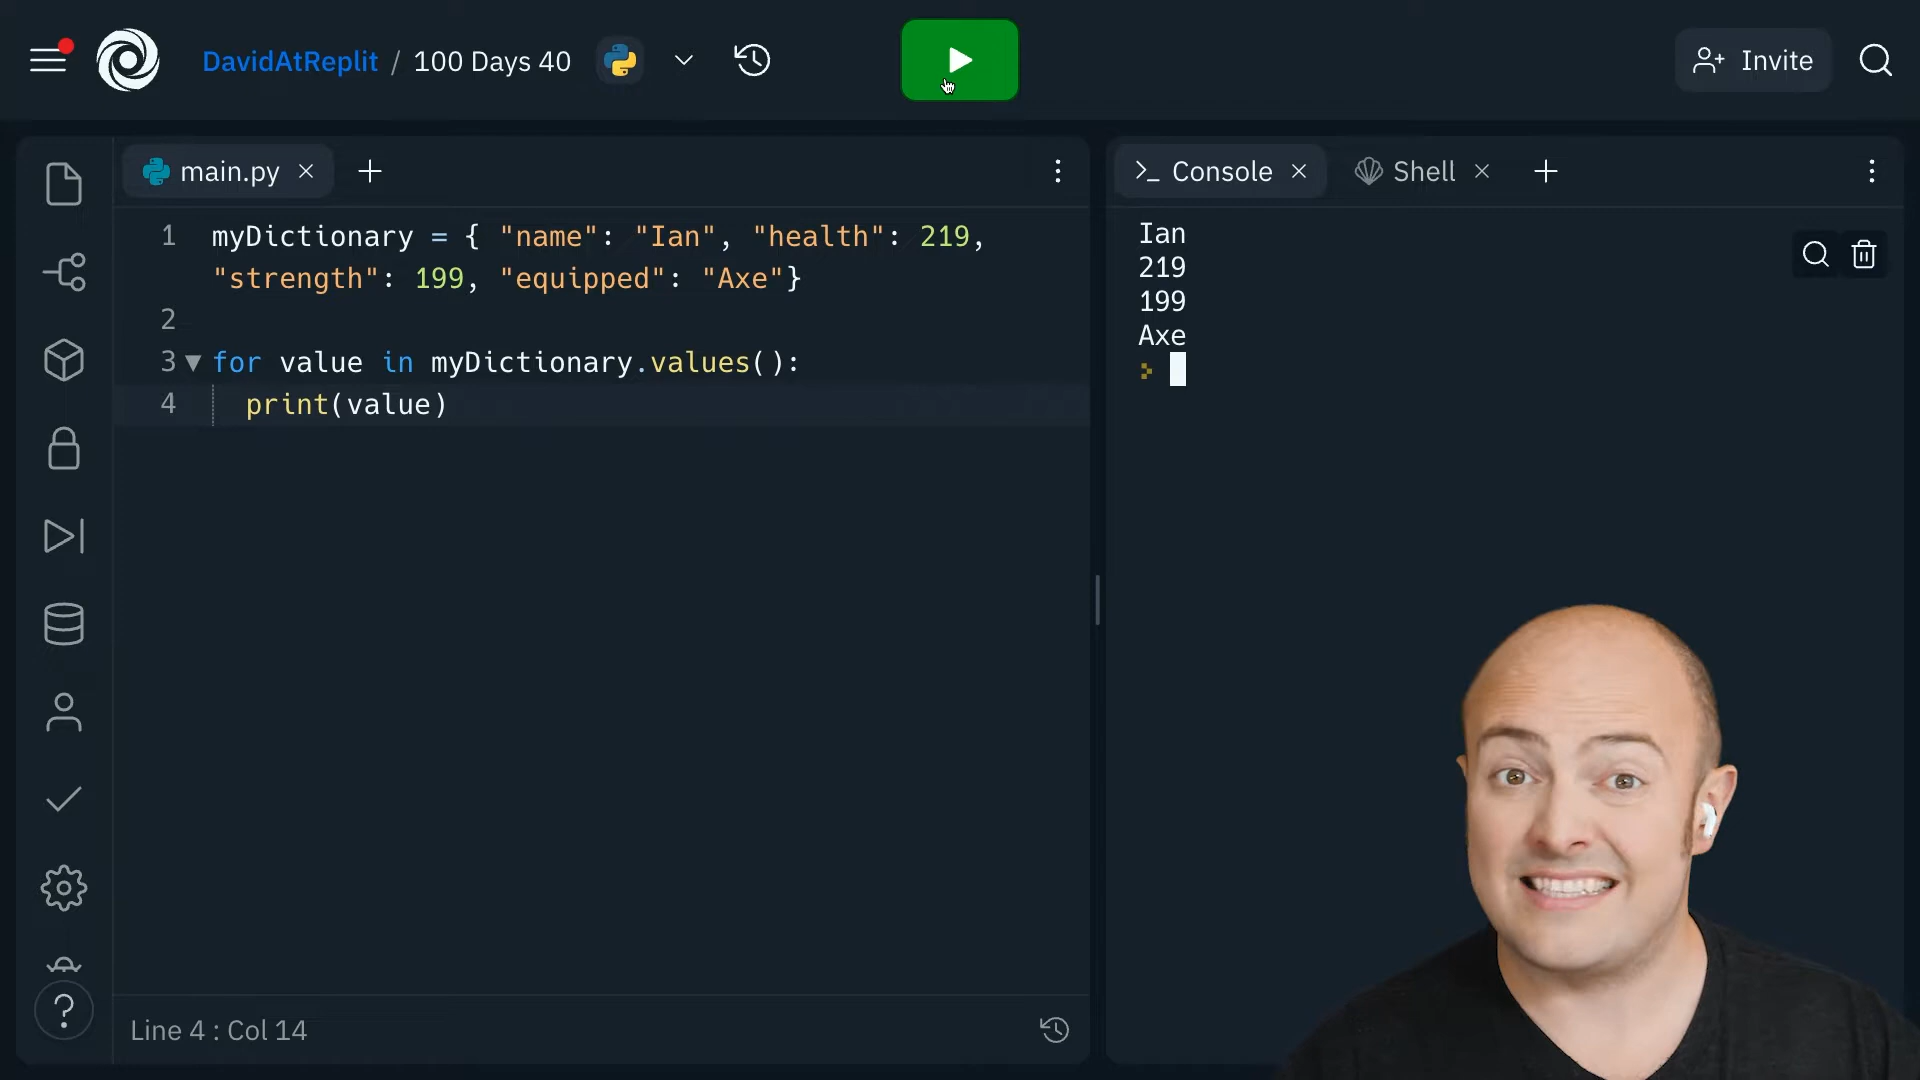 DavidAtReplit / 100 Days 40
Invite
main.py
Console
Shell
1 myDictionary = { "name": "Ian", "health": 219,
"strength": 199, "equipped": "Axe"}
2
3 for value in myDictionary.values():
4 print(value)
Ian
219
199
Axe
?
Line 4 : Col 14